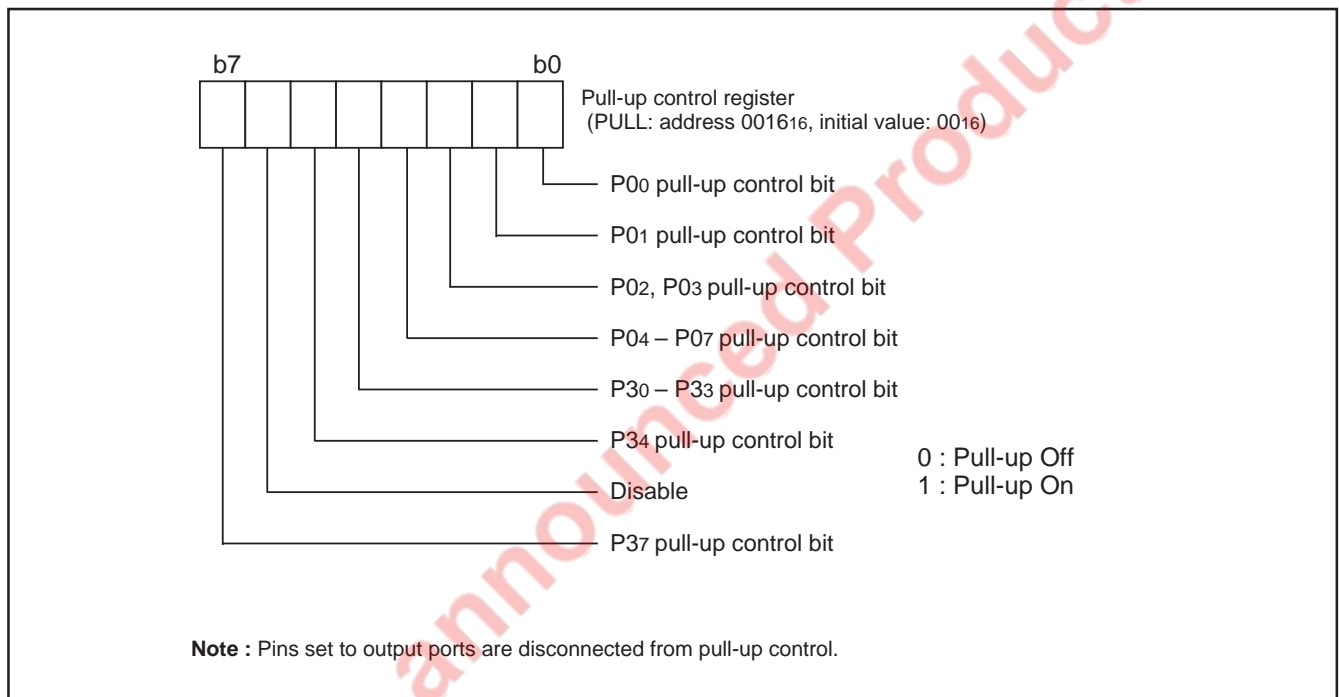 b7 b0
Pull-up control register
(PULL: address 001616, initial value: 0016)
P00 pull-up control bit
P01 pull-up control bit
P02, P03 pull-up control bit
P04 – P07 pull-up control bit
P30 – P33 pull-up control bit
P34 pull-up control bit
Disable
P37 pull-up control bit
0 : Pull-up Off
1 : Pull-up On
Note : Pins set to output ports are disconnected from pull-up control.
announced Produc